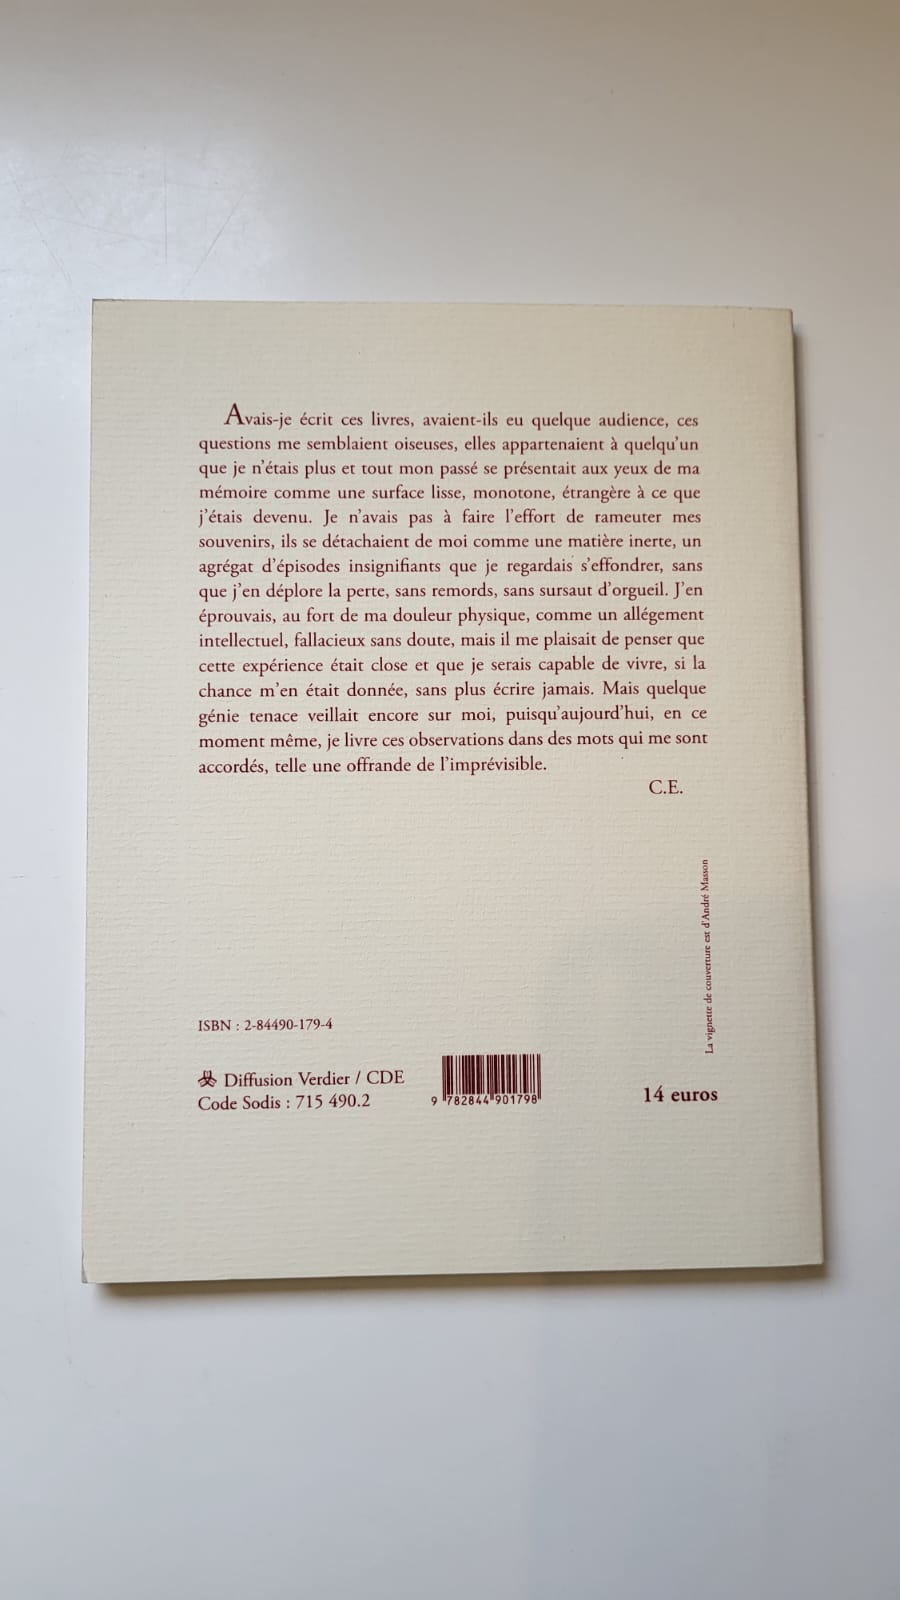 Avais-je écrit ces livres, avaient-ils eu quelque audience, ces
questions me semblaient oiseuses, elles appartenaient à quelqu'un
que je n'étais plus et tout mon passé se présentait aux yeux de ma
mémoire comme une surface lisse, monotone, étrangère à ce que
j'étais devenu. Je n'avais pas à faire l'effort de rameuter mes
souvenirs, ils se détachaient de moi comme une matière inerte, un
agrégat d'épisodes insignifiants que je regardais s'effondrer, sans
que j'en déplore la perte, sans remords, sans sursaut d'orgueil. J'en
éprouvais, au fort de ma douleur physique, comme un allégement
intellectuel, fallacieux sans doute, mais il me plaisait de penser que
cette expérience était close et que je serais capable de vivre, si la
chance m'en était donnée, sans plus écrire jamais. Mais quelque
génie tenace veillait encore sur moi, puisqu'aujourd'hui, en ce
moment même, je livre ces observations dans des mots qui me sont
accordés, telle une offrande de l'imprévisible.
C.E.
La vignette de couverture est d'André Masson
ISBN : 2-84490-179-4
Diffusion Verdier / CDE
Code Sodis : 715 490.2
9 782844 901798
14 euros